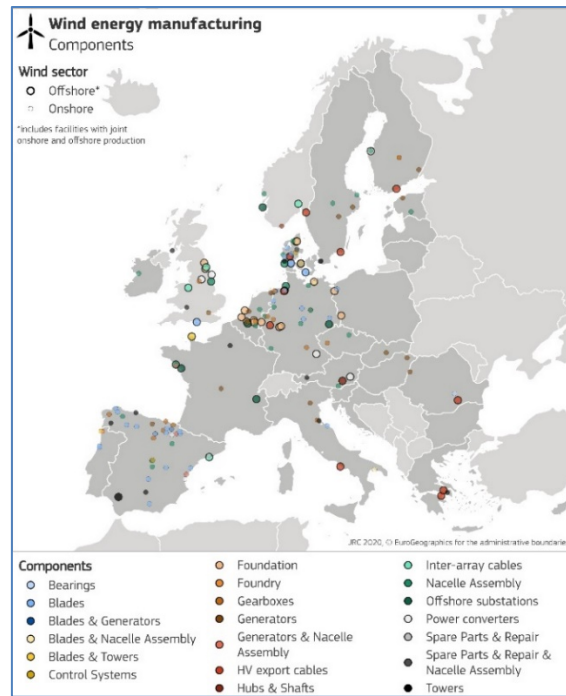 Wind energy manufacturing
Components
Wind sector
Offshore*
Onshore
*includes facilities with joint
onshore and offshore production
JRC 2020, © EuroGeographics for the administrative boundaries
Components
Bearings
Blades
Blades & Generators
Blades & Nacelle Assembly
Blades & Towers
Control Systems
Foundation
Foundry
Gearboxes
Generators
Generators & Nacelle
Assembly
HV export cables
Hubs & Shafts
Inter-array cables
Nacelle Assembly
Offshore substations
Power converters
Spare Parts & Repair
Spare Parts & Repair &
Nacelle Assembly
Towers